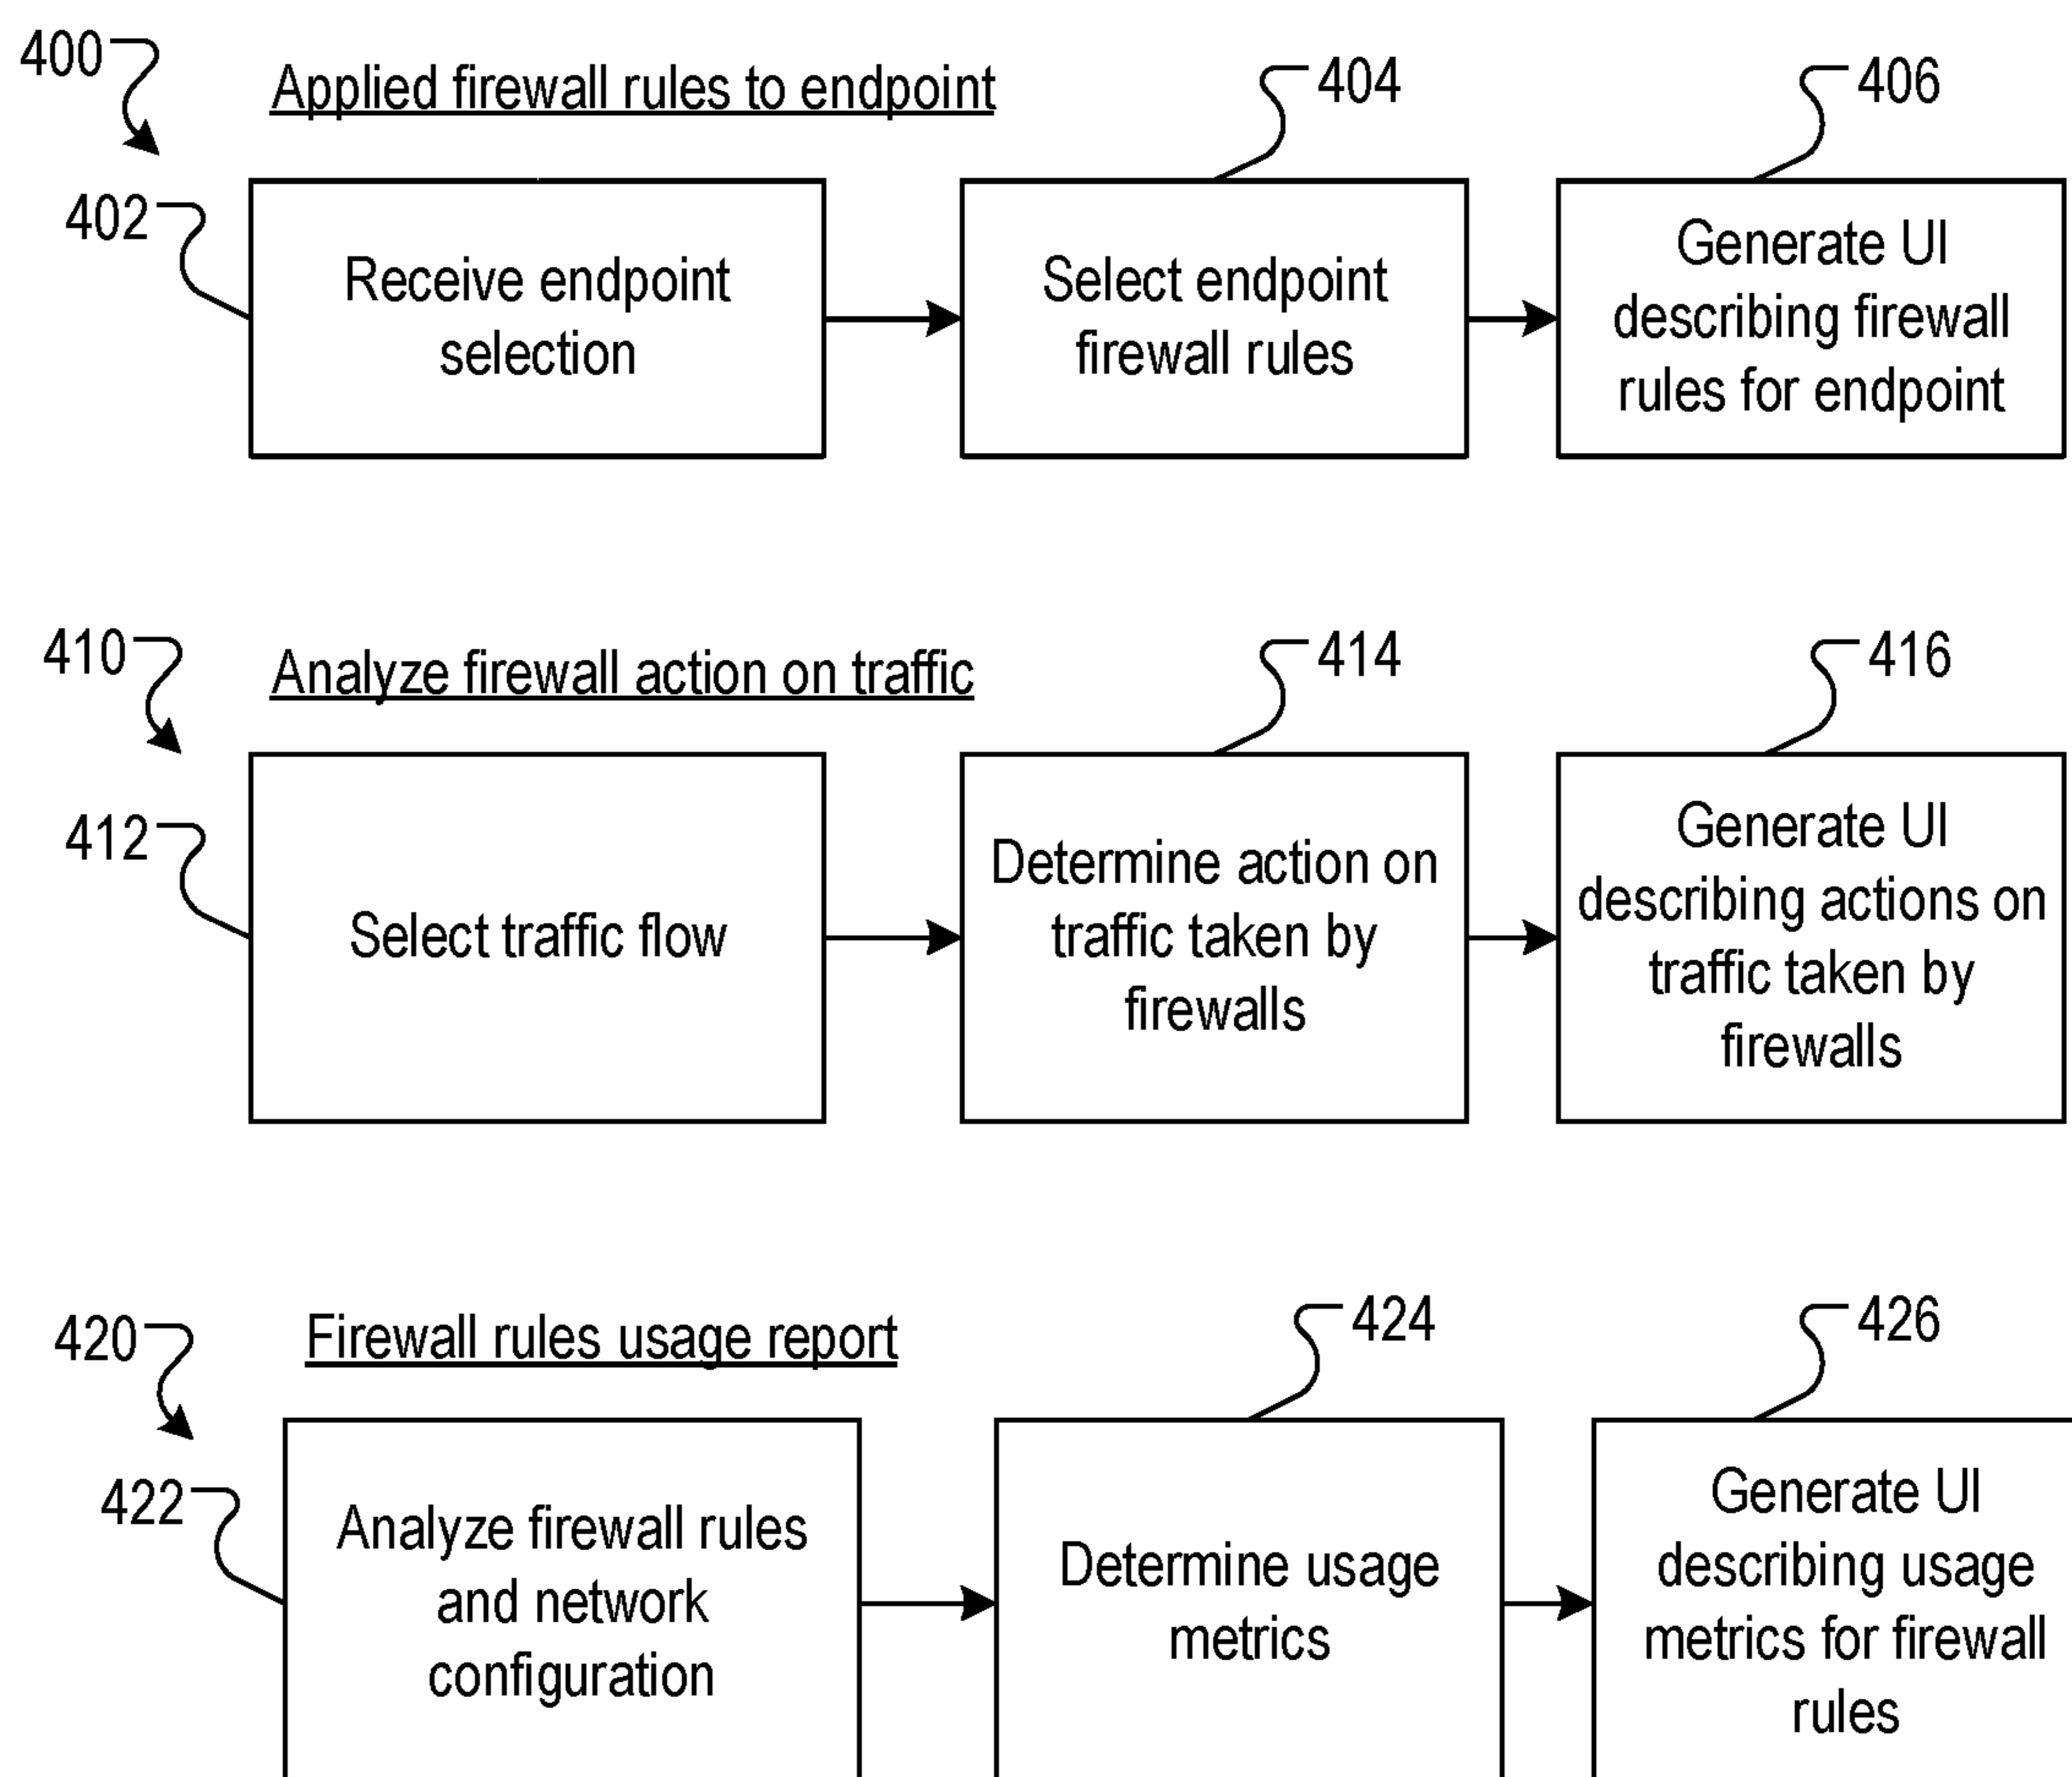 400
Applied firewall rules to endpoint
404
406
402
Receive endpoint
selection
Select endpoint
firewall rules
Generate UI
describing firewall
rules for endpoint
410
Analyze firewall action on traffic
414
416
412
Select traffic flow
Determine action on
traffic taken by
firewalls
Generate UI
describing actions on
traffic taken by
firewalls
420
Firewall rules usage report
424
426
422
Analyze firewall rules
and network
configuration
Determine usage
metrics
Generate UI
describing usage
metrics for firewall
rules